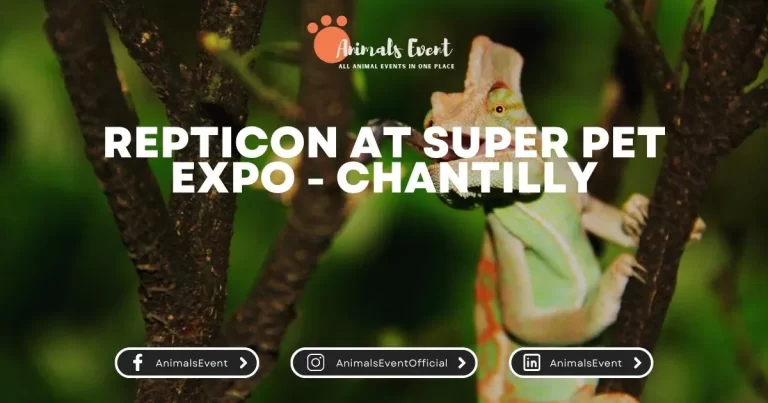 Animals Event
ALL ANIMAL EVENTS IN ONE PLACE
REPTICON AT SUPER PET
EXPO - CHANTILLY
AnimalsEvent
AnimalsEventOfficial
AnimalsEvent